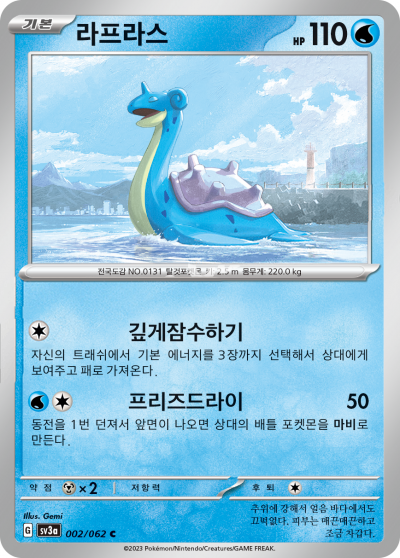 기본 라프라스 HP 110
전국도감 NO.0131 탈것포켓몬 키: 2.5 m 몸무게: 220.0 kg
깊게잠수하기
자신의 트래쉬에서 기본 에너지를 3장까지 선택해서 상대에게
보여주고 패로 가져온다.
프리즈드라이 50
동전을 1번 던져서 앞면이 나오면 상대의 배틀 포켓몬을 마비로
만든다.
약점 ×2 저항력 후퇴
Illus. Gemi
G sv3a 002/062 C
추위에 강해서 얼음 바다에서도
끄떡없다. 피부는 매끈매끈하고
조금 차갑다.
©2023 Pokémon/Nintendo/Creatures/GAME FREAK.